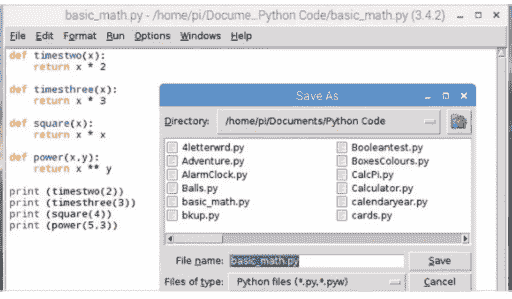 basic_math.py - /home/pi/Docume...Python Code/basic_math.py (3.4.2)
File Edit Format Run Options Windows Help
def timestwo(x):
    return x * 2
def timesthree(x):
    return x * 3
def square(x):
    return x * x
def power(x,y):
    return x ** y
print (timestwo(2))
print (timesthree(3))
print (square(4))
print (power(5,3))
Save As
Directory: /home/pi/Documents/Python Code
4letterwrd.py Booleantest.py
Adventure.py BoxesColours.py
AlarmClock.py CalcPi.py
Balls.py Calculator.py
basic_math.py calendaryear.py
bkup.py cards.py
File name: basic_math.py Save
Files of type: Python files (*.py,*.pyw) Cancel